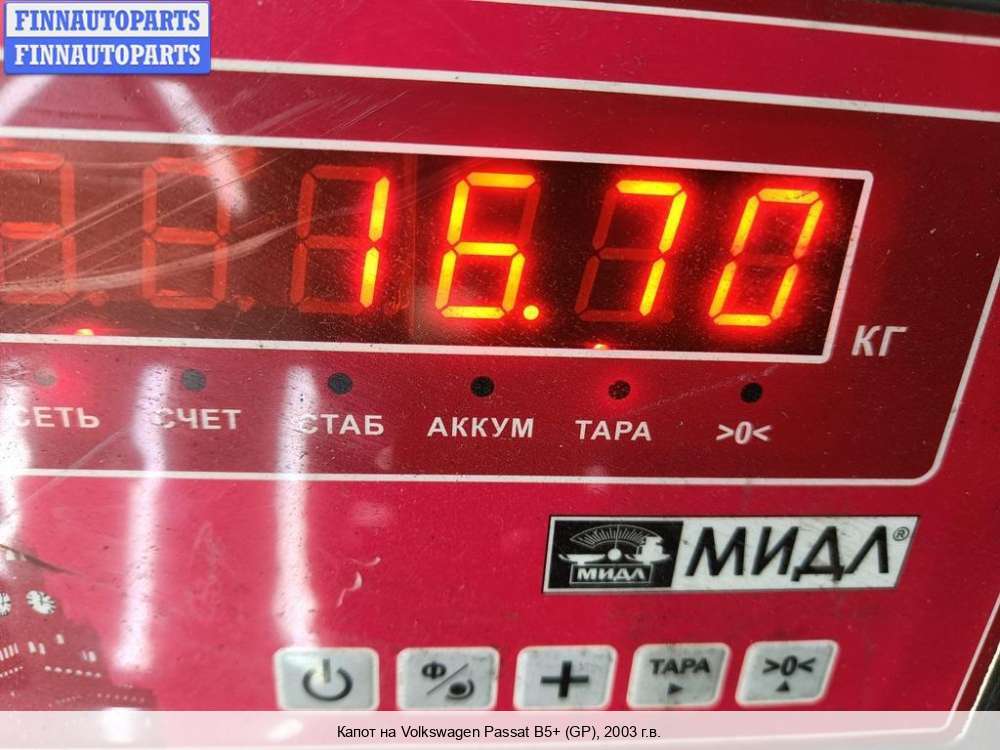 FINNAUTOPARTS
FINNAUTOPARTS
16.70
КГ
СЕТЬ СЧЕТ СТАБ АККУМ ТАРА >0<
МИДЛ МИДЛ®
Ф ТАРА >0<
Капот на Volkswagen Passat B5+ (GP), 2003 г.в.